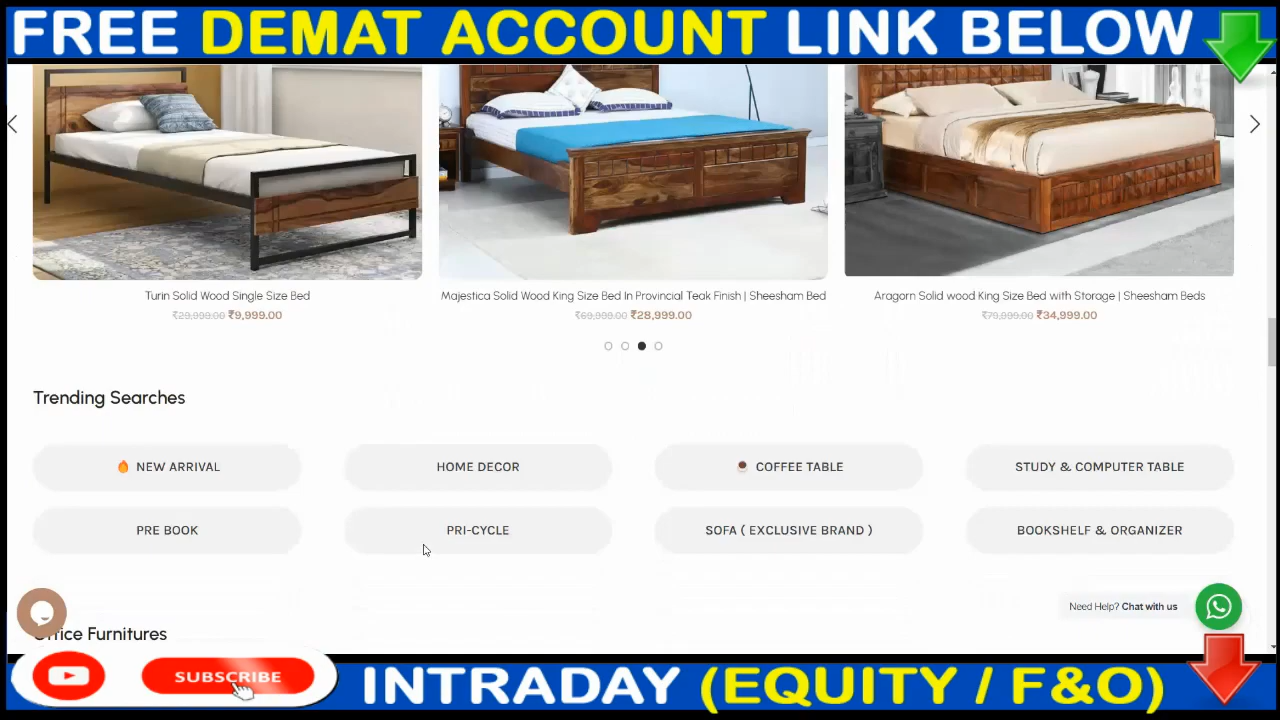 FREE DEMAT ACCOUNT LINK BELOW
Turin Solid Wood Single Size Bed
₹29,998.00 ₹9,999.00
Majestica Solid Wood King Size Bed In Provincial Teak Finish | Sheesham Bed
₹69,998.00 ₹28,999.00
Aragorn Solid wood King Size Bed with Storage | Sheesham Beds
₹79,999.00 ₹34,999.00
Trending Searches
NEW ARRIVAL
HOME DECOR
COFFEE TABLE
STUDY & COMPUTER TABLE
PRE BOOK
PRI-CYCLE
SOFA ( EXCLUSIVE BRAND )
BOOKSHELF & ORGANIZER
Need Help? Chat with us
Office Furnitures
SUBSCRIBE
INTRADAY (EQUITY / F&O)